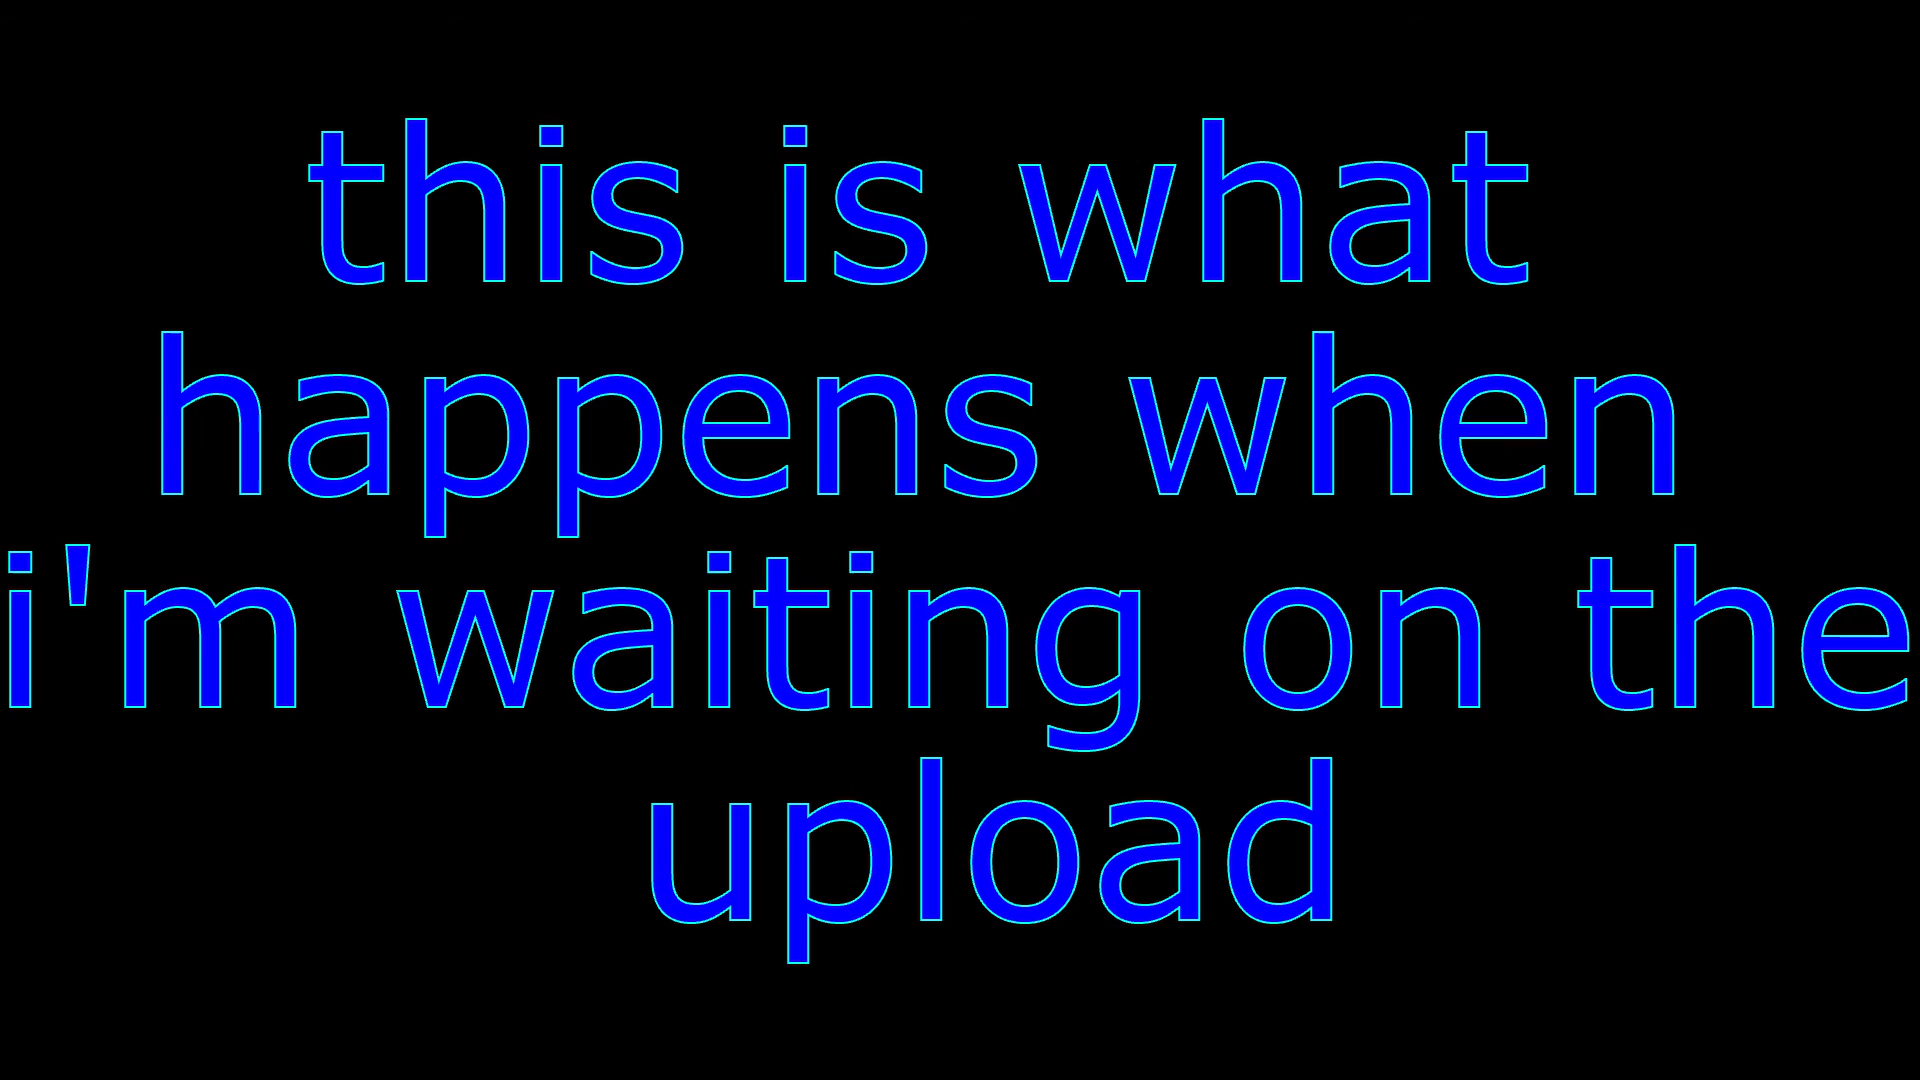 this is what
happens when
i'm waiting on the
upload